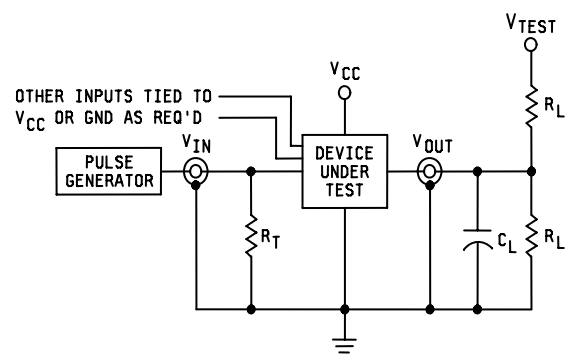 V_TEST
V_CC
OTHER INPUTS TIED TO
V_CC OR GND AS REQ'D
R_L
V_IN
V_OUT
PULSE
GENERATOR
DEVICE
UNDER
TEST
R_T
C_L
R_L